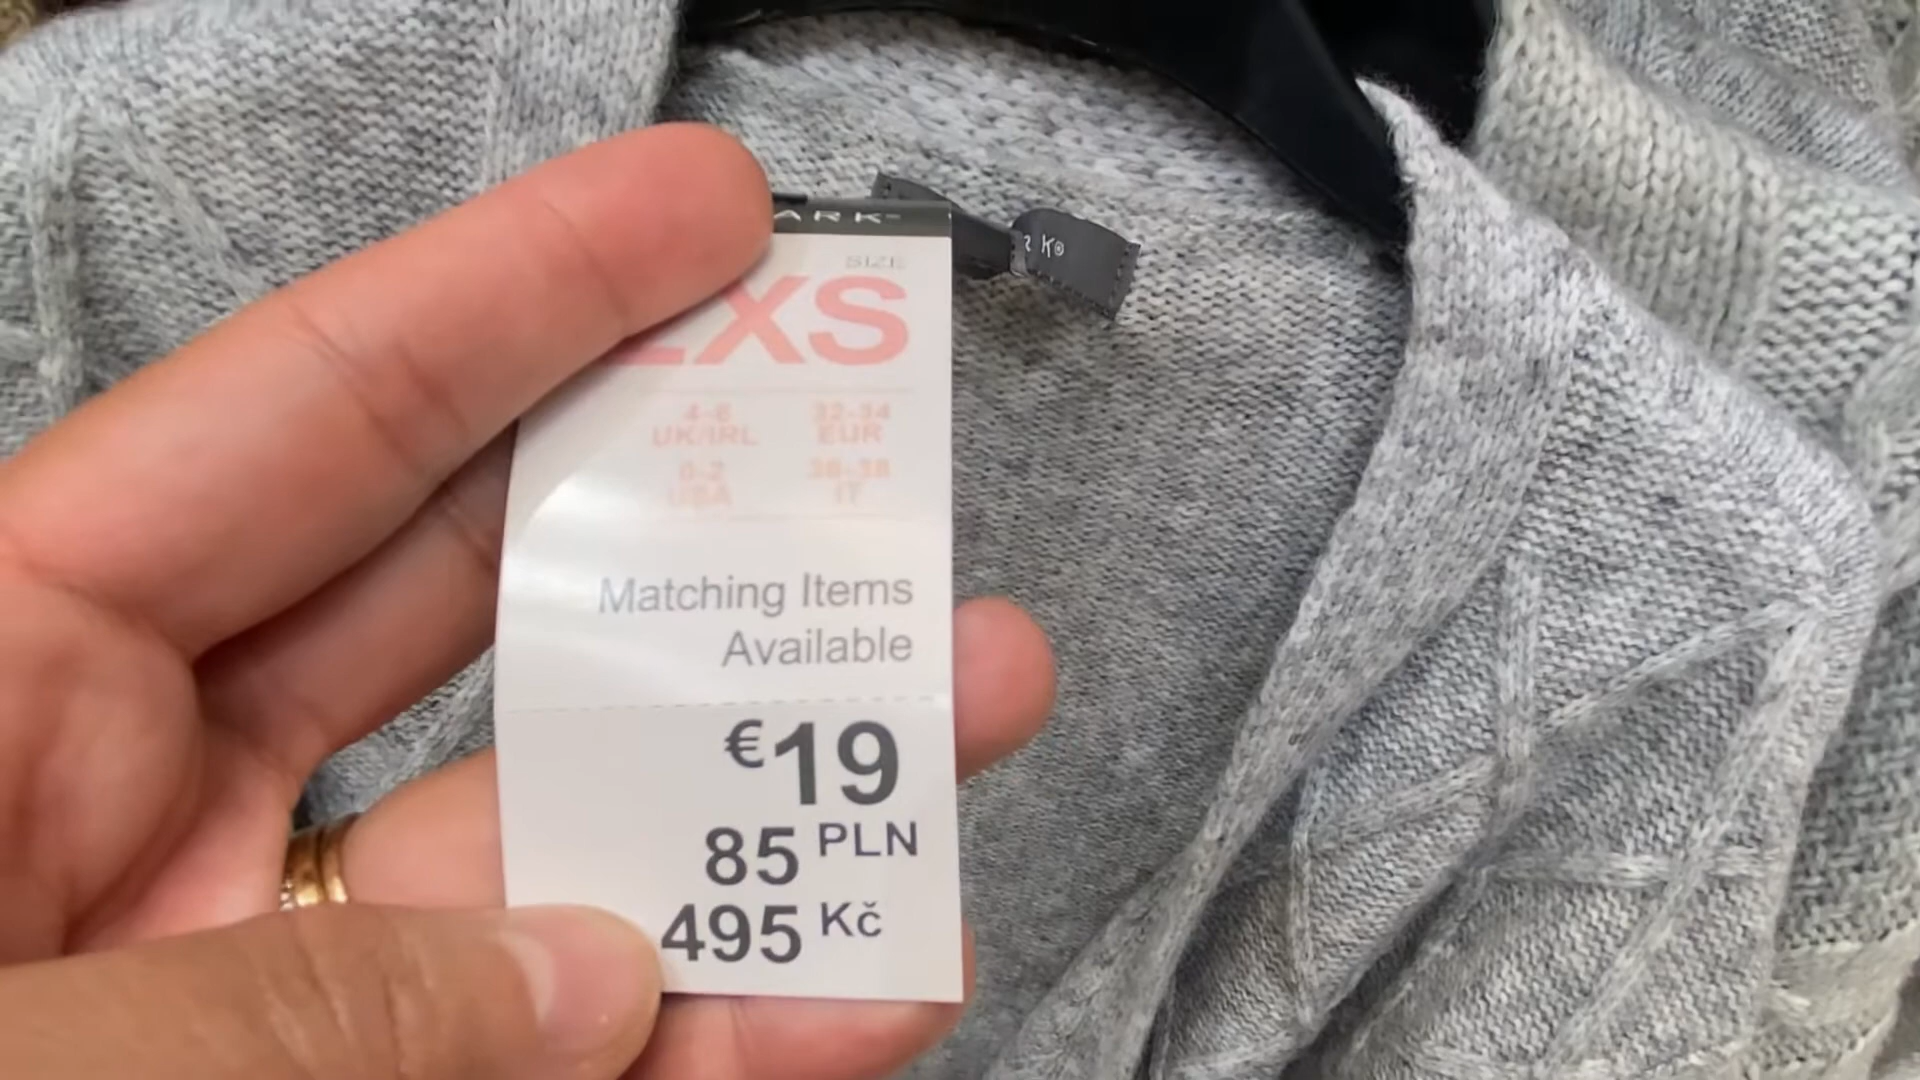 ARK
R K®
SIZE
XS
4-6 32-34
UK/IRL EUR
0-2 36-38
USA IT
Matching Items
Available
€19
85 PLN
495 Kč